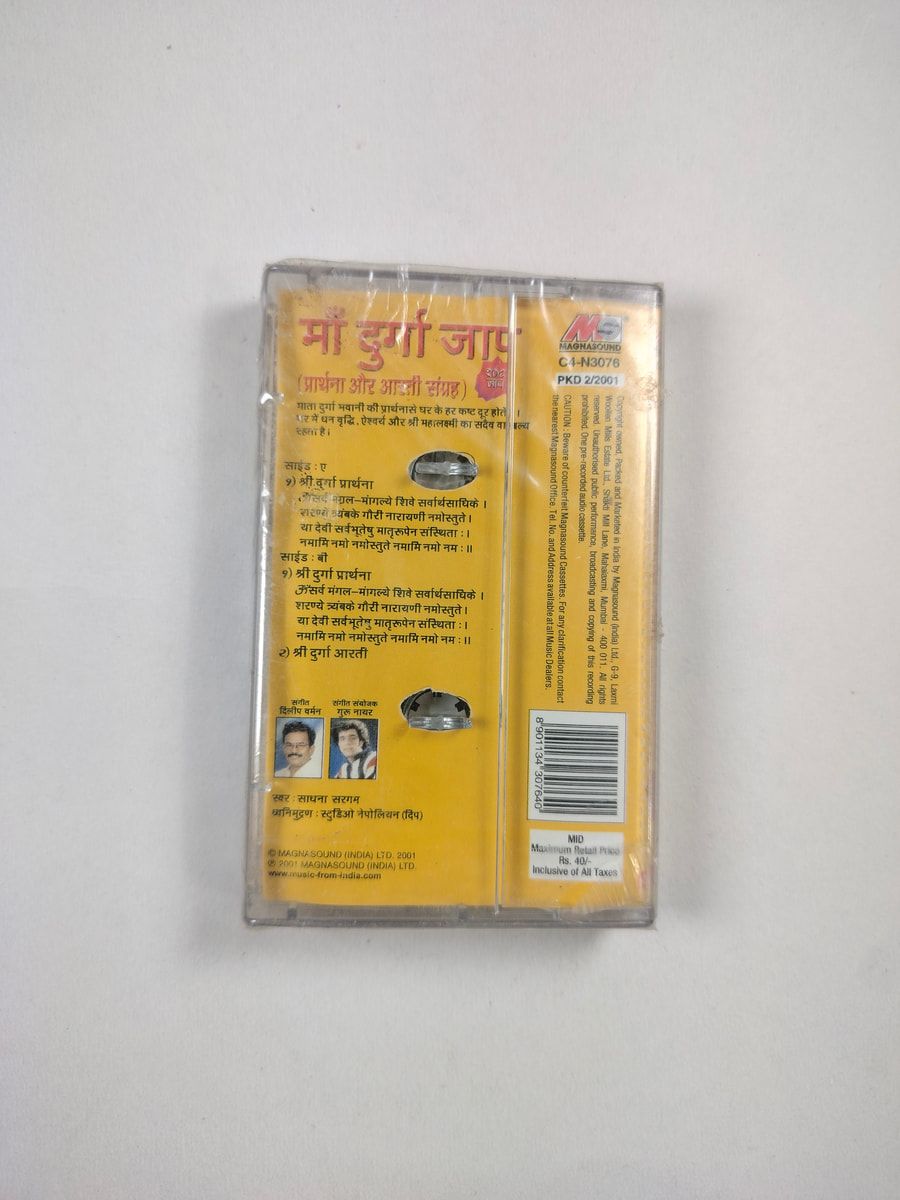 माँ दुर्गा जाप
(प्रार्थना और आरती संग्रह)
माता दुर्गा भवानी की प्रार्थनासे घर के हर कष्ट दूर होते
घर में धन वृद्धि, ऐश्वर्य और श्री महालक्ष्मी का सदैव
रहता है।
साईड : ए
१) श्री दुर्गा प्रार्थना
ॐसर्व मंगल-मांगल्ये शिवे सर्वार्थसाधिके ।
शरण्ये त्र्यंबके गौरी नारायणी नमोस्तुते ।
या देवी सर्वभूतेषु मातृरूपेन संस्थिता : ।
नमामि नमो नमोस्तुते नमामि नमो नम : ॥
साईड : बी
१) श्री दुर्गा प्रार्थना
ॐसर्व मंगल-मांगल्ये शिवे सर्वार्थसाधिके ।
शरण्ये त्र्यंबके गौरी नारायणी नमोस्तुते ।
या देवी सर्वभूतेषु मातृरूपेन संस्थिता : ।
नमामि नमो नमोस्तुते नमामि नमो नम : ॥
२) श्री दुर्गा आरती
संगीत
दिलीप वर्मन
संगीत संयोजक
गुरू नायर
स्वर : साधना सरगम
ध्वनिमुद्रण : स्टुडिओ नेपोलियन (दिप)
© MAGNASOUND (INDIA) LTD. 2001
℗ 2001 MAGNASOUND (INDIA) LTD.
www.music-from-india.com
MS
MAGNASOUND
C4-N3076
PKD 2/2001
Copyright owned, Packed and Marketed in India by Magnasound (India) Ltd., G-9, Laxmi
Woollen Mills Estate Ltd., Shakti Mill Lane, Mahalaxmi, Mumbai - 400 011. All rights
reserved. Unauthorised public performance, broadcasting and copying of this recording
prohibited. One pre-recorded audio cassette.
CAUTION : Beware of counterfeit Magnasound Cassettes. For any clarification contact
the nearest Magnasound Office. Tel. No. and Address available at all Music Dealers.
8 901134 307640
MID
Maximum Retail Price
Rs. 40/-
Inclusive of All Taxes